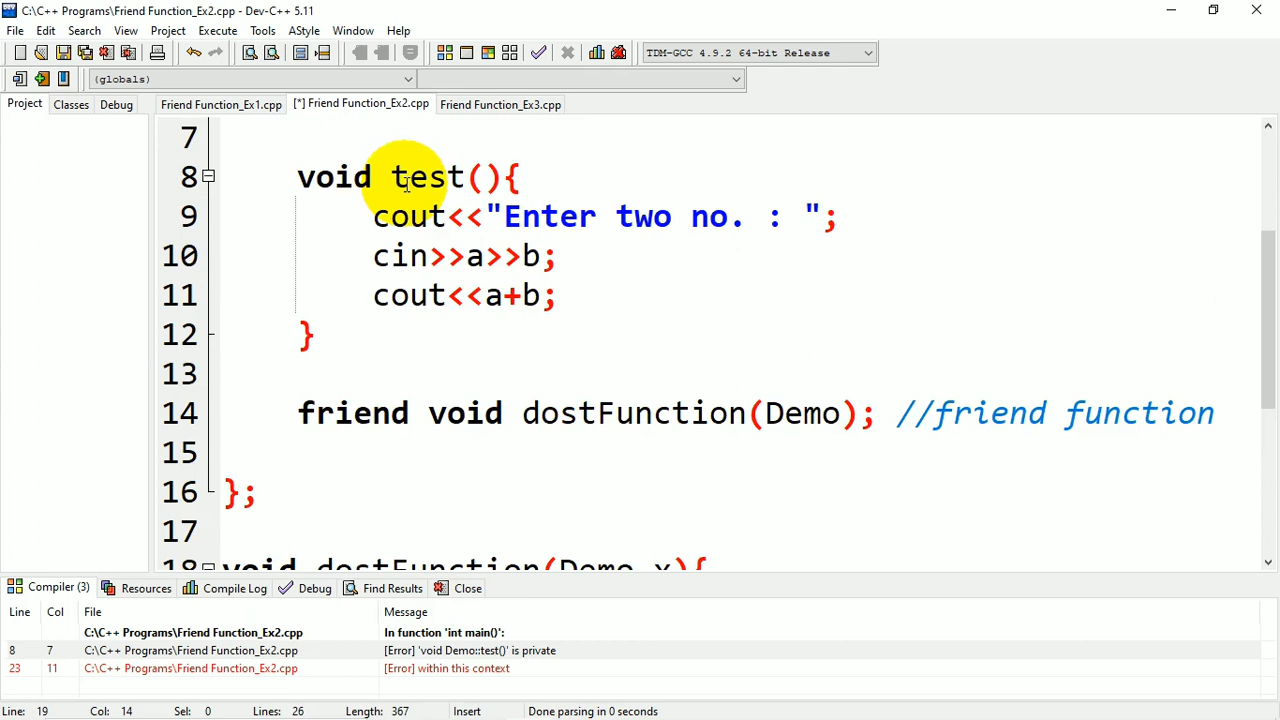 C:\C++ Programs\Friend Function_Ex2.cpp - Dev-C++ 5.11
File Edit Search View Project Execute Tools AStyle Window Help
TDM-GCC 4.9.2 64-bit Release
(globals)
Project Classes Debug Friend Function_Ex1.cpp [*] Friend Function_Ex2.cpp Friend Function_Ex3.cpp
7
8 void test(){
9 cout<<"Enter two no. : ";
10 cin>>a>>b;
11 cout<<a+b;
12 }
13
14 friend void dostFunction(Demo); //friend function
15
16 };
17
18 void dostFunction(Demo x){
Compiler (3) Resources Compile Log Debug Find Results Close
Line Col File Message
C:\C++ Programs\Friend Function_Ex2.cpp In function 'int main()':
8 7 C:\C++ Programs\Friend Function_Ex2.cpp [Error] 'void Demo::test()' is private
23 11 C:\C++ Programs\Friend Function_Ex2.cpp [Error] within this context
Line: 19 Col: 14 Sel: 0 Lines: 26 Length: 367 Insert Done parsing in 0 seconds